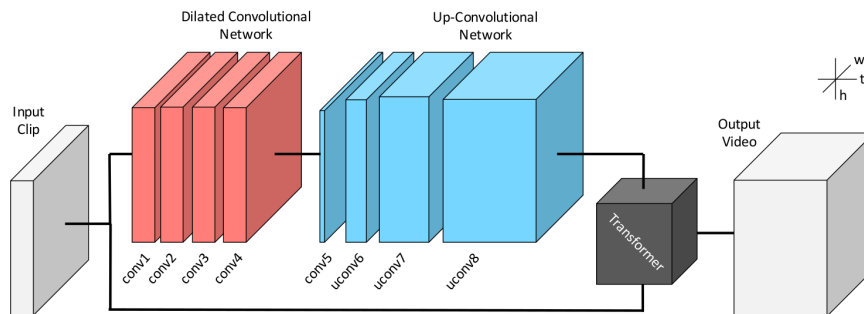 Dilated Convolutional
Network
Up-Convolutional
Network
w
t
h
Input
Clip
Output
Video
Transformer
conv1
conv2
conv3
conv4
conv5
uconv6
uconv7
uconv8